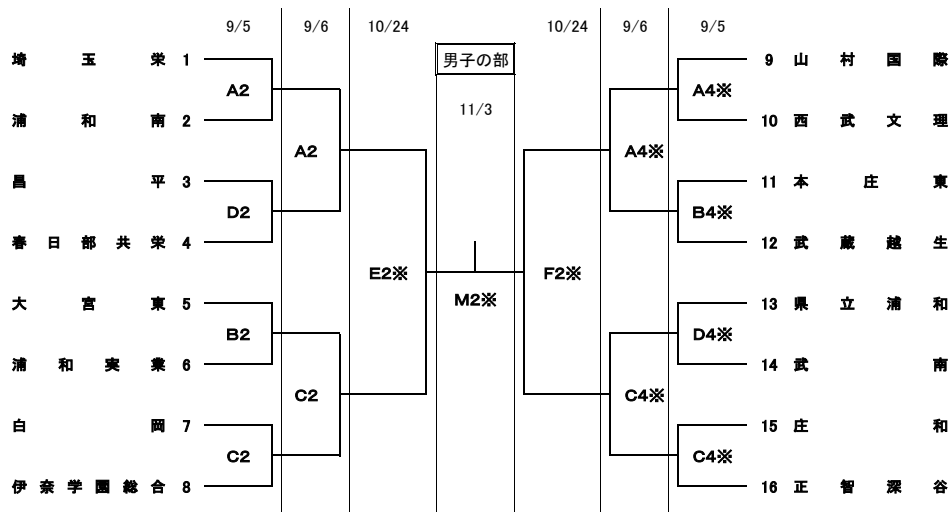 9/5 9/6 10/24 10/24 9/6 9/5
埼玉栄 1 男子の部 9 山村国際
A2 A4※
11/3
浦和南 2 10 西武文理
A2 A4※
昌平 3 11 本庄東
D2 B4※
春日部共栄 4 12 武蔵越生
E2※ F2※
大宮東 5 M2※ 13 県立浦和
B2 D4※
浦和実業 6 14 武南
C2 C4※
白岡 7 15 庄和
C2 C4※
伊奈学園総合 8 16 正智深谷